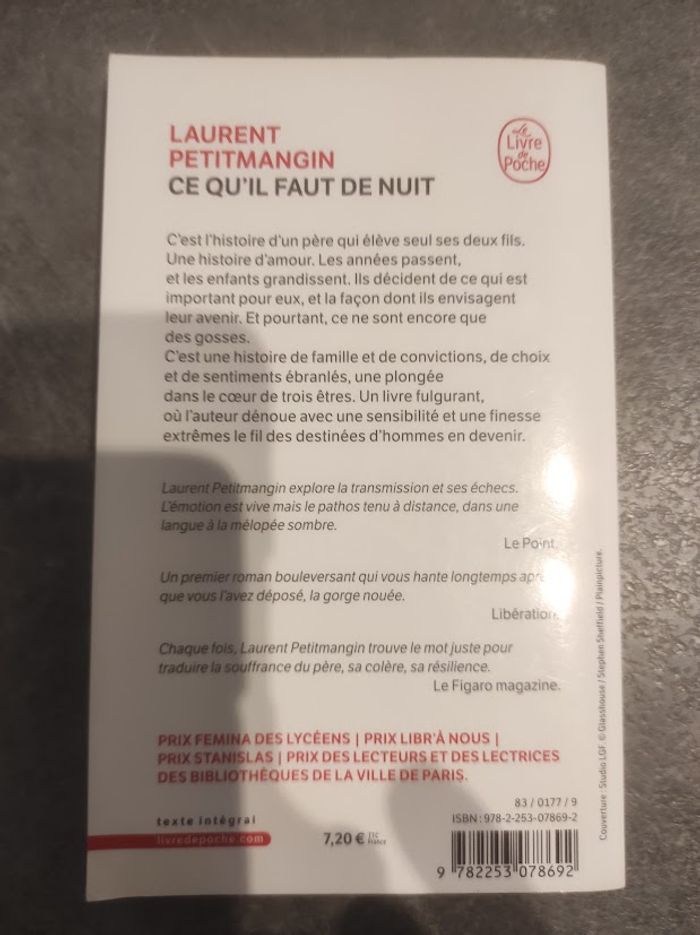 LAURENT
PETITMANGIN
CE QU'IL FAUT DE NUIT
Le
Livre
de
Poche
C'est l'histoire d'un père qui élève seul ses deux fils.
Une histoire d'amour. Les années passent,
et les enfants grandissent. Ils décident de ce qui est
important pour eux, et la façon dont ils envisagent
leur avenir. Et pourtant, ce ne sont encore que
des gosses.
C'est une histoire de famille et de convictions, de choix
et de sentiments ébranlés, une plongée
dans le cœur de trois êtres. Un livre fulgurant,
où l'auteur dénoue avec une sensibilité et une finesse
extrêmes le fil des destinées d'hommes en devenir.
Laurent Petitmangin explore la transmission et ses échecs.
L'émotion est vive mais le pathos tenu à distance, dans une
langue à la mélopée sombre.
Le Point.
Un premier roman bouleversant qui vous hante longtemps
que vous l'avez déposé, la gorge nouée.
Libération.
Chaque fois, Laurent Petitmangin trouve le mot juste pour
traduire la souffrance du père, sa colère, sa résilience.
Le Figaro magazine.
PRIX FEMINA DES LYCÉENS | PRIX LIBR'À NOUS |
PRIX STANISLAS | PRIX DES LECTEURS ET DES LECTRICES
DES BIBLIOTHÈQUES DE LA VILLE DE PARIS.
Couverture : Studio LGF. © Glasshouse / Stephen Sheffield / Plainpicture.
texte intégral
livredepoche.com
7,20 € TTC
France
83 / 0177 / 9
ISBN : 978-2-253-07869-2
9 782253 078692